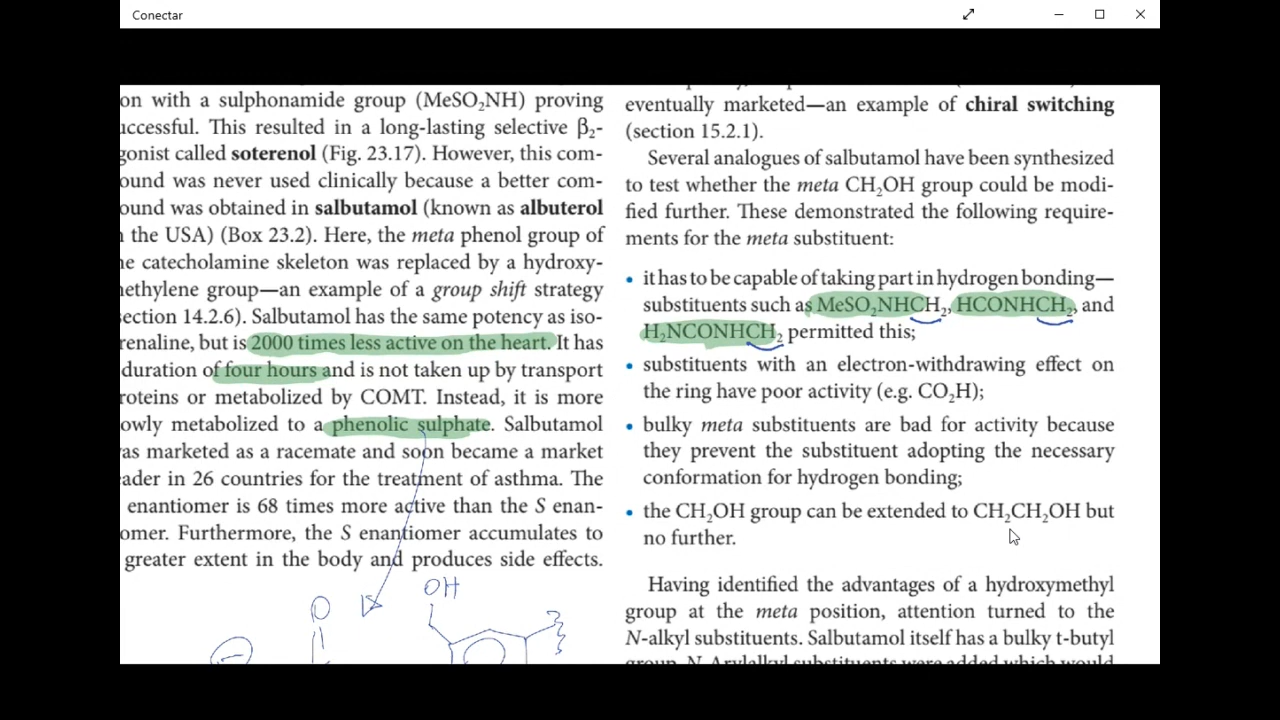 Conectar
on with a sulphonamide group (MeSO₂NH) proving
uccessful. This resulted in a long-lasting selective β₂-
gonist called soterenol (Fig. 23.17). However, this com-
ound was never used clinically because a better com-
ound was obtained in salbutamol (known as albuterol
the USA) (Box 23.2). Here, the meta phenol group of
e catecholamine skeleton was replaced by a hydroxy-
ethylene group—an example of a group shift strategy
section 14.2.6). Salbutamol has the same potency as iso-
renaline, but is 2000 times less active on the heart. It has
duration of four hours and is not taken up by transport
roteins or metabolized by COMT. Instead, it is more
owly metabolized to a phenolic sulphate. Salbutamol
as marketed as a racemate and soon became a market
eader in 26 countries for the treatment of asthma. The
enantiomer is 68 times more active than the S enan-
omer. Furthermore, the S enantiomer accumulates to
greater extent in the body and produces side effects.
O
OH
eventually marketed—an example of chiral switching
(section 15.2.1).
Several analogues of salbutamol have been synthesized
to test whether the meta CH₂OH group could be modi-
fied further. These demonstrated the following require-
ments for the meta substituent:
• it has to be capable of taking part in hydrogen bonding—
substituents such as MeSO₂NHCH₂, HCONHCH₂, and
H₂NCONHCH₂ permitted this;
• substituents with an electron-withdrawing effect on
the ring have poor activity (e.g. CO₂H);
• bulky meta substituents are bad for activity because
they prevent the substituent adopting the necessary
conformation for hydrogen bonding;
• the CH₂OH group can be extended to CH₂CH₂OH but
no further.
Having identified the advantages of a hydroxymethyl
group at the meta position, attention turned to the
N-alkyl substituents. Salbutamol itself has a bulky t-butyl
group. N-Arylalkyl substituents were added which would